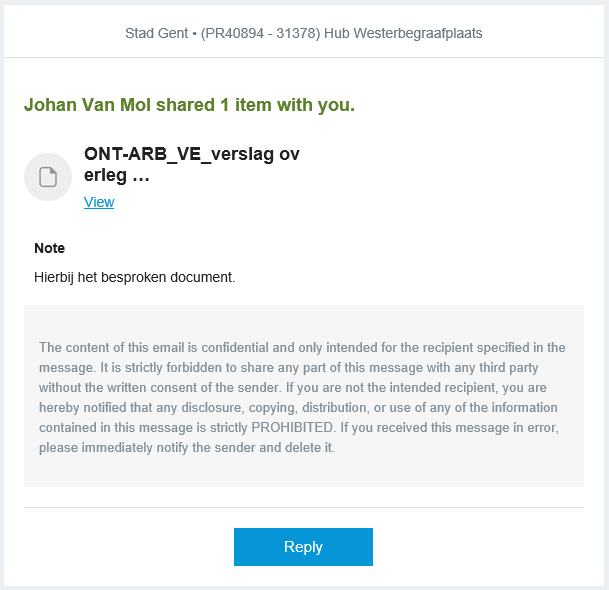 Stad Gent • (PR40894 - 31378) Hub Westerbegraafplaats
Johan Van Mol shared 1 item with you.
ONT-ARB_VE_verslag ov
erleg …
View
Note
Hierbij het besproken document.
The content of this email is confidential and only intended for the recipient specified in the
message. It is strictly forbidden to share any part of this message with any third party
without the written consent of the sender. If you are not the intended recipient, you are
hereby notified that any disclosure, copying, distribution, or use of any of the information
contained in this message is strictly PROHIBITED. If you received this message in error,
please immediately notify the sender and delete it.
Reply